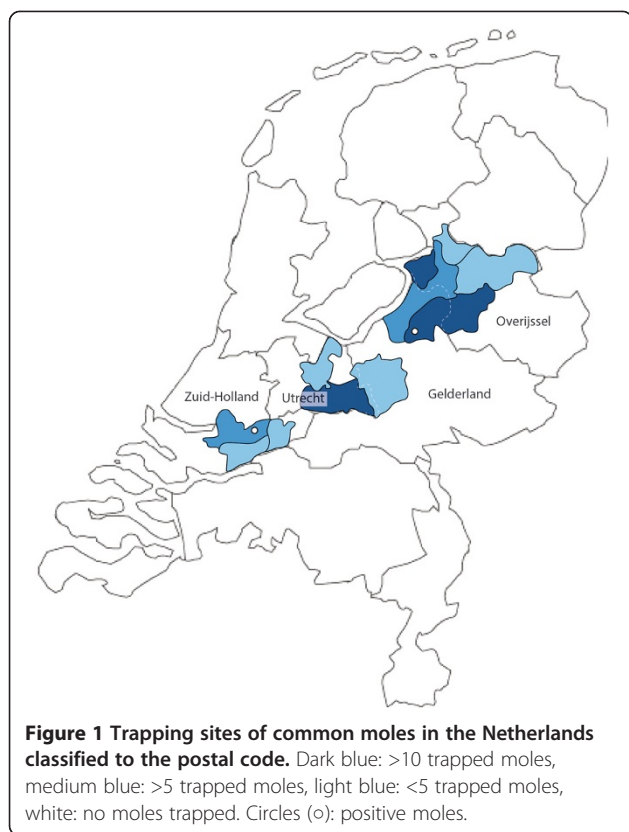 Overijssel
Zuid-Holland
Utrecht
Gelderland
Figure 1 Trapping sites of common moles in the Netherlands
classified to the postal code. Dark blue: >10 trapped moles,
medium blue: >5 trapped moles, light blue: <5 trapped moles,
white: no moles trapped. Circles (○): positive moles.